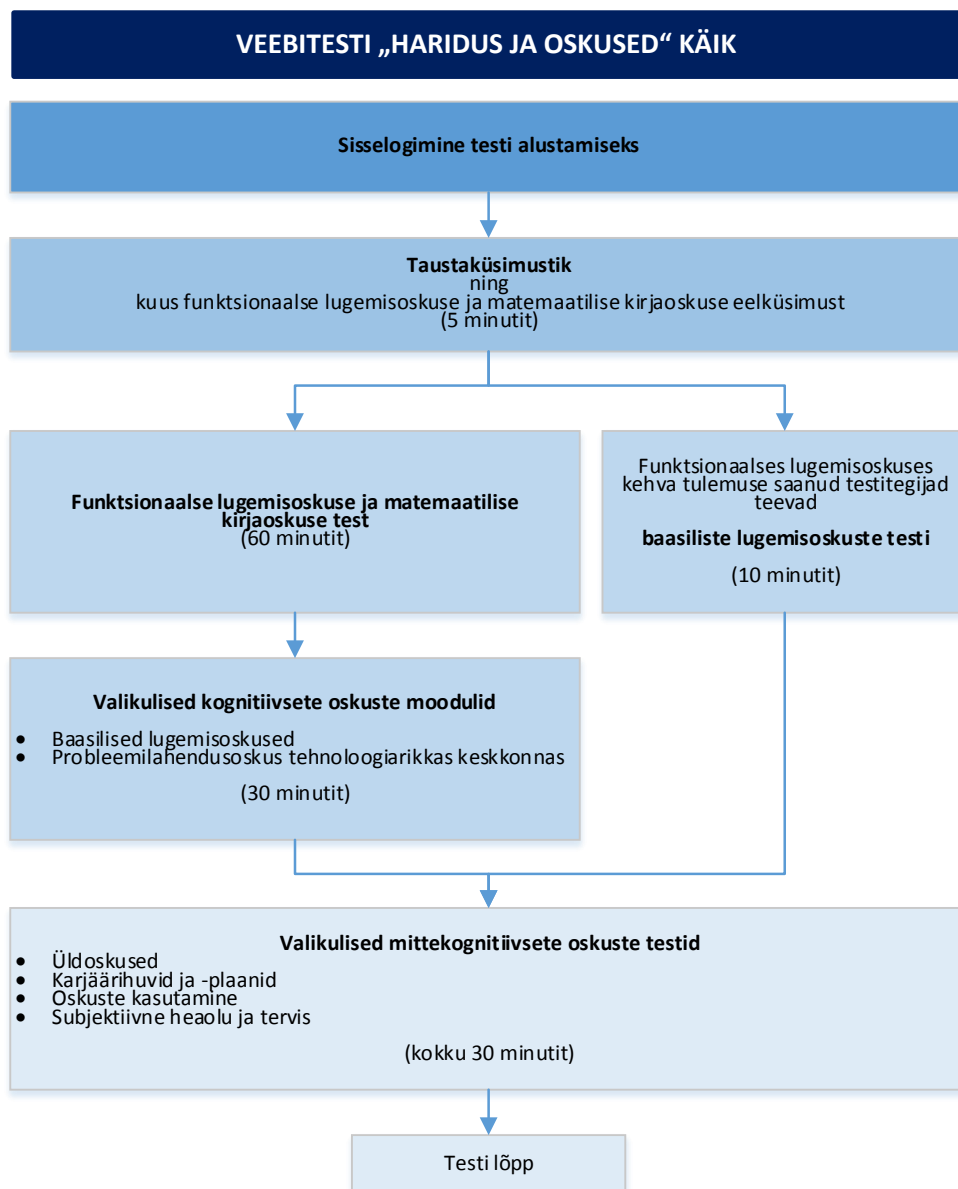 VEEBITESTI „HARIDUS JA OSKUSED“ KÄIK
Sisselogimine testi alustamiseks
Taustaküsimustik
ning
kuus funktsionaalse lugemisoskuse ja matemaatilise kirjaoskuse eelküsimust
(5 minutit)
Funktsionaalse lugemisoskuse ja matemaatilise
kirjaoskuse test
(60 minutit)
Funktsionaalses lugemisoskuses
kehva tulemuse saanud testitegijad
teevad
baasiliste lugemisoskuste testi
(10 minutit)
Valikulised kognitiivsete oskuste moodulid
• Baasilised lugemisoskused
• Probleemilahendusoskus tehnoloogiarikkas keskkonnas
(30 minutit)
Valikulised mittekognitiivsete oskuste testid
• Üldoskused
• Karjäärihuvid ja -plaanid
• Oskuste kasutamine
• Subjektiivne heaolu ja tervis
(kokku 30 minutit)
Testi lõpp